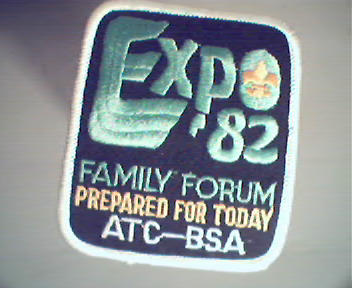 Expo
'82
FAMILY FORUM
PREPARED FOR TODAY
ATC—BSA